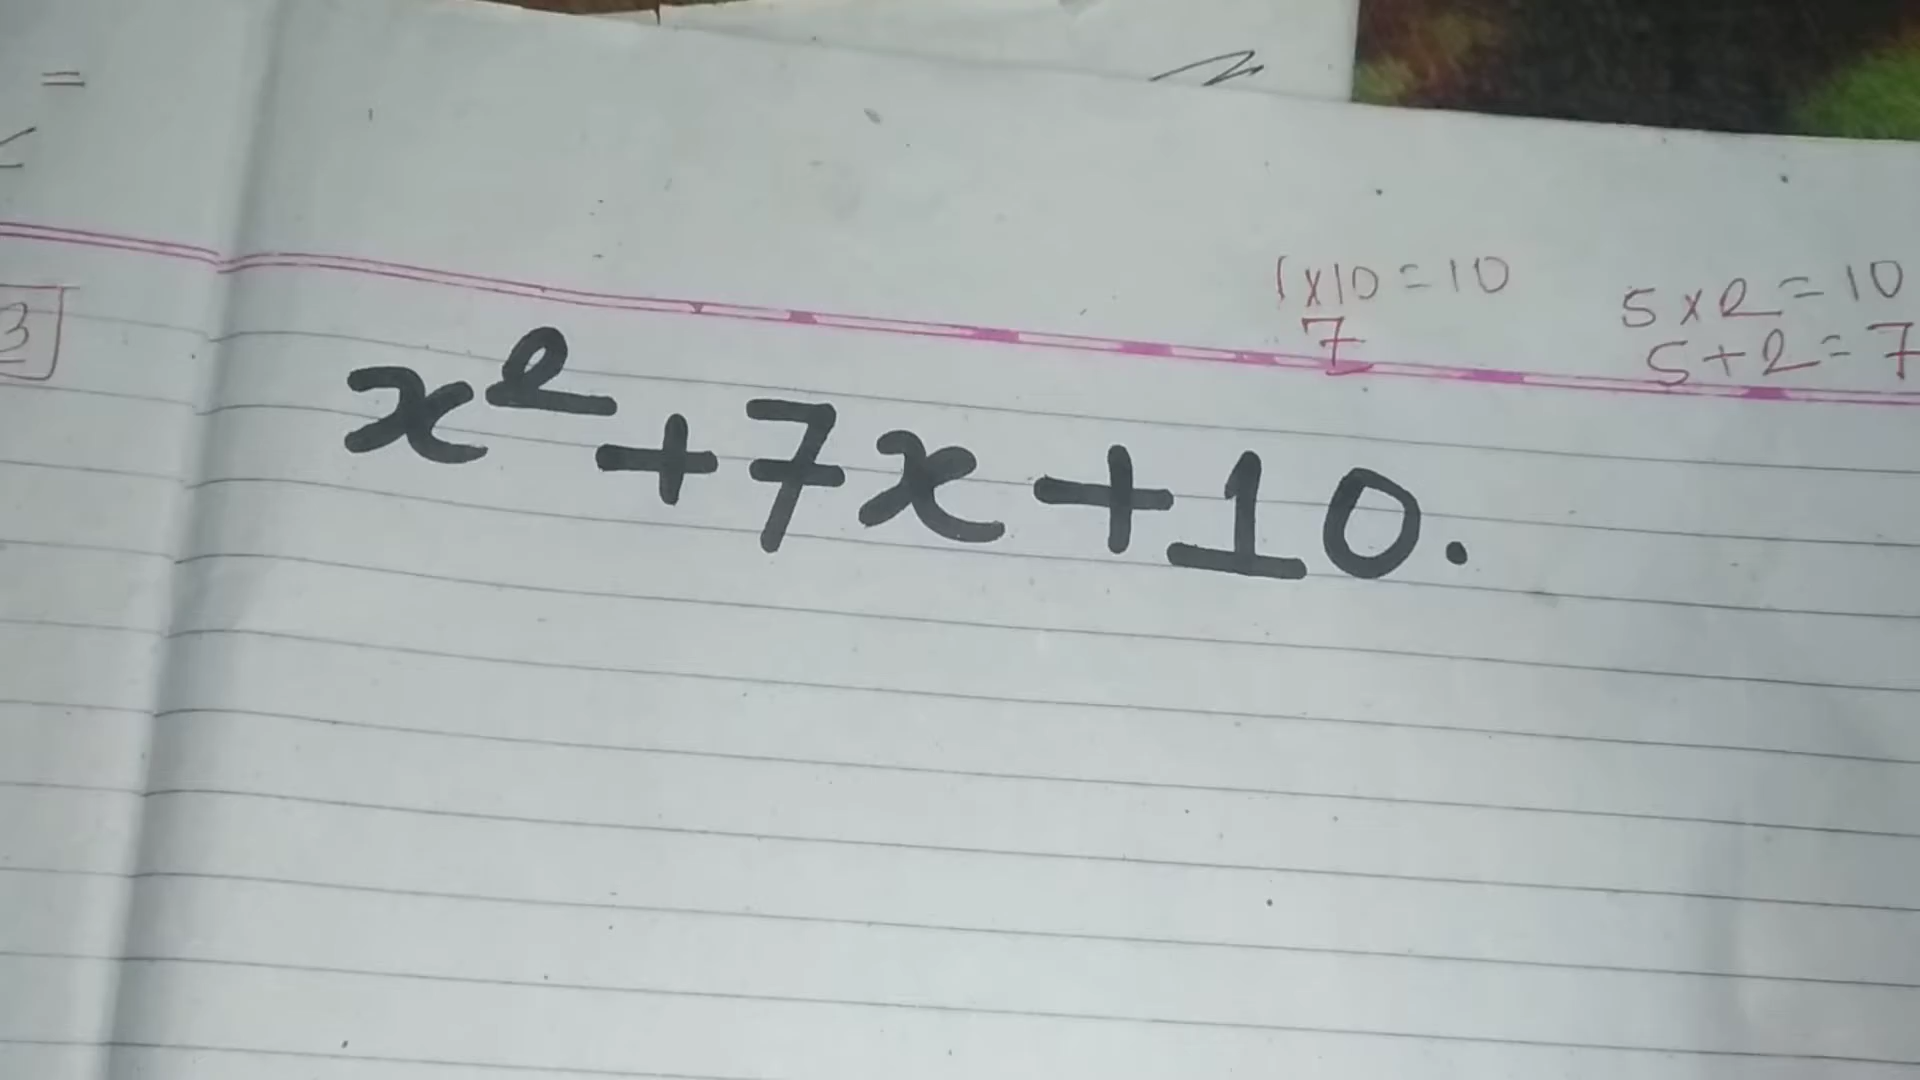 =
3
1x10=10
7
5x2=10
5+2=7
x²+7x+10.